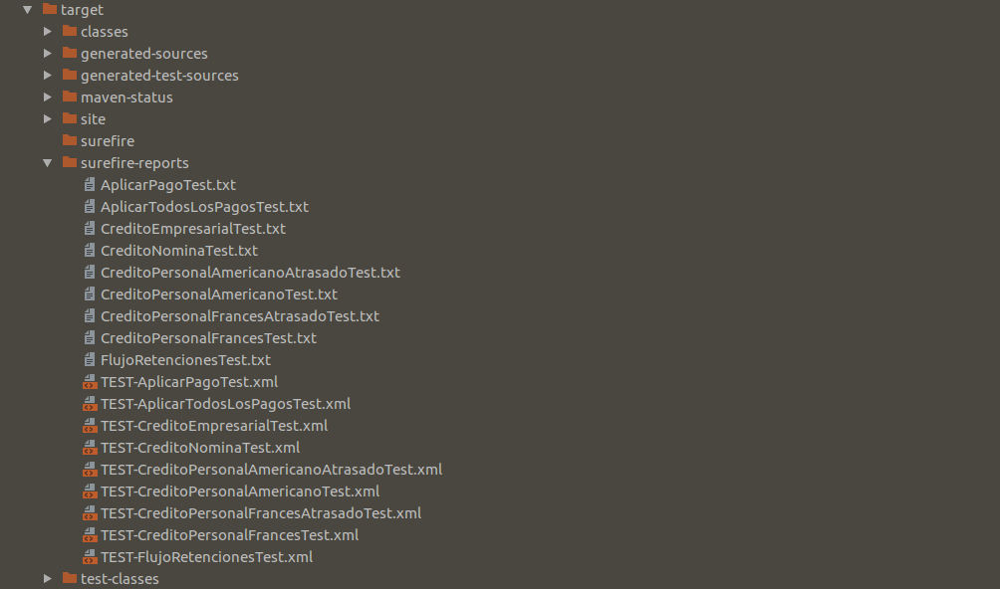 target
classes
generated-sources
generated-test-sources
maven-status
site
surefire
surefire-reports
AplicarPagoTest.txt
AplicarTodosLosPagosTest.txt
CreditoEmpresarialTest.txt
CreditoNominaTest.txt
CreditoPersonalAmericanoAtrasadoTest.txt
CreditoPersonalAmericanoTest.txt
CreditoPersonalFrancesAtrasadoTest.txt
CreditoPersonalFrancesTest.txt
FlujoRetencionesTest.txt
TEST-AplicarPagoTest.xml
TEST-AplicarTodosLosPagosTest.xml
TEST-CreditoEmpresarialTest.xml
TEST-CreditoNominaTest.xml
TEST-CreditoPersonalAmericanoAtrasadoTest.xml
TEST-CreditoPersonalAmericanoTest.xml
TEST-CreditoPersonalFrancesAtrasadoTest.xml
TEST-CreditoPersonalFrancesTest.xml
TEST-FlujoRetencionesTest.xml
test-classes